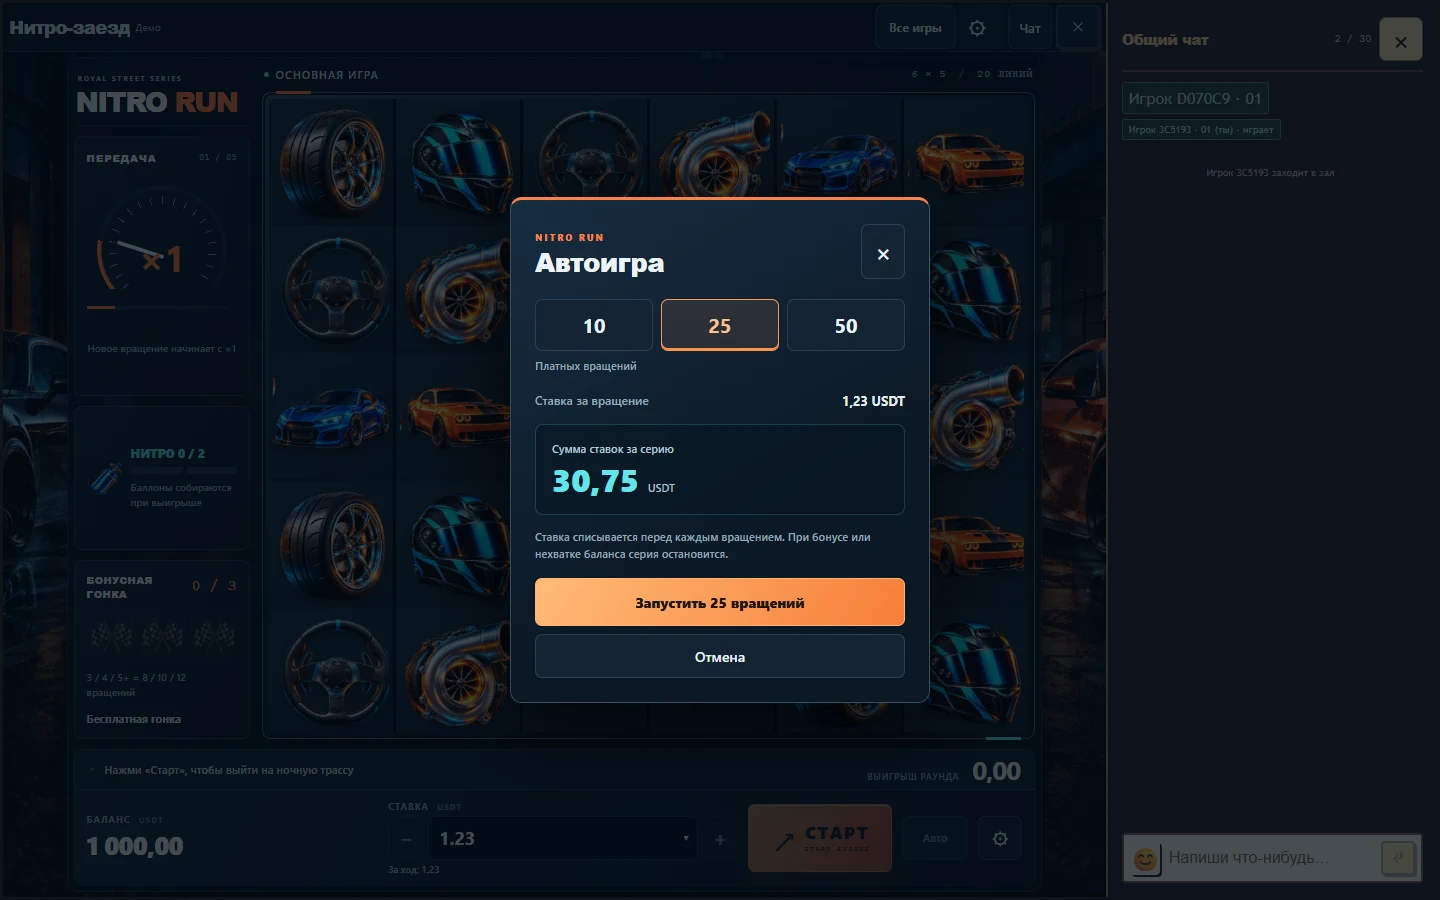 Нитро-заезд Демо
Все игры
Чат
ROYAL STREET SERIES
NITRO RUN
ОСНОВНАЯ ИГРА
6 × 5 / 20 линий
ПЕРЕДАЧА 01 / 05
×1
Новое вращение начинает с ×1
НИТРО 0 / 2
Баллоны собираются
при выигрыше
БОНУСНАЯ
ГОНКА
0 / 3
3 / 4 / 5+ = 8 / 10 / 12
вращений
Бесплатная гонка
NITRO RUN
Автоигра
×
10
25
50
Платных вращений
Ставка за вращение 1,23 USDT
Сумма ставок за серию
30,75 USDT
Ставка списывается перед каждым вращением. При бонусе или
нехватке баланса серия остановится.
Запустить 25 вращений
Отмена
Нажми «Старт», чтобы выйти на ночную трассу
ВЫИГРЫШ РАУНДА 0,00
БАЛАНС USDT
1 000,00
СТАВКА USDT
− 1.23 +
За ход: 1,23
СТАРТ
Авто
Общий чат 2 / 30
Игрок D070C9 · 01
Игрок 3C5193 · 01 (ты) · играет
Игрок 3C5193 заходит в зал
Напиши что-нибудь...